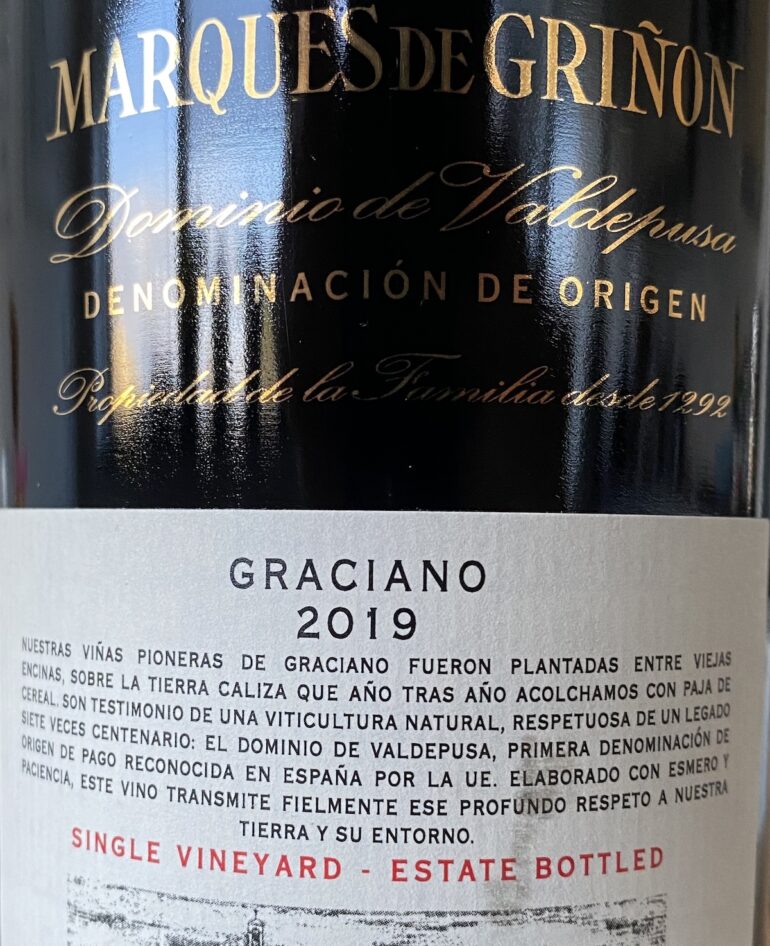 MARQUES DE GRIÑON
Dominio de Valdepusa
DENOMINACIÓN DE ORIGEN
Propiedad de la Familia desde 1292
GRACIANO
2019
NUESTRAS VIÑAS PIONERAS DE GRACIANO FUERON PLANTADAS ENTRE VIEJAS
ENCINAS, SOBRE LA TIERRA CALIZA QUE AÑO TRAS AÑO ACOLCHAMOS CON PAJA DE
CEREAL. SON TESTIMONIO DE UNA VITICULTURA NATURAL, RESPETUOSA DE UN LEGADO
SIETE VECES CENTENARIO: EL DOMINIO DE VALDEPUSA, PRIMERA DENOMINACIÓN DE
ORIGEN DE PAGO RECONOCIDA EN ESPAÑA POR LA UE. ELABORADO CON ESMERO Y
PACIENCIA, ESTE VINO TRANSMITE FIELMENTE ESE PROFUNDO RESPETO A NUESTRA
TIERRA Y SU ENTORNO.
SINGLE VINEYARD - ESTATE BOTTLED